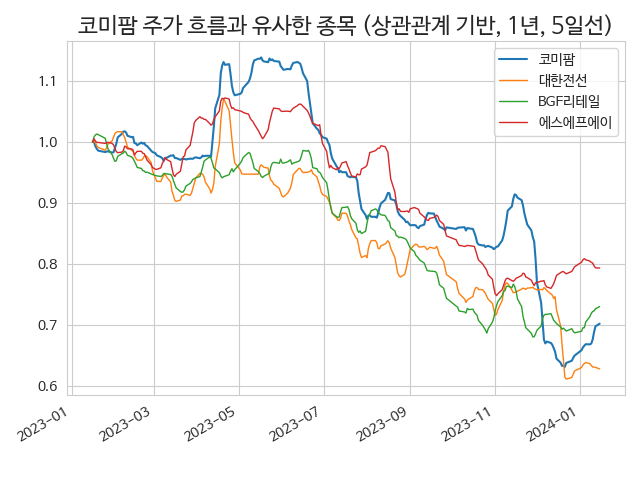 코미팜 주가 흐름과 유사한 종목 (상관관계 기반, 1년, 5일선)
코미팜
대한전선
BGF리테일
에스에프에이
1.1
1.0
0.9
0.8
0.7
0.6
2023-01
2023-03
2023-05
2023-07
2023-09
2023-11
2024-01